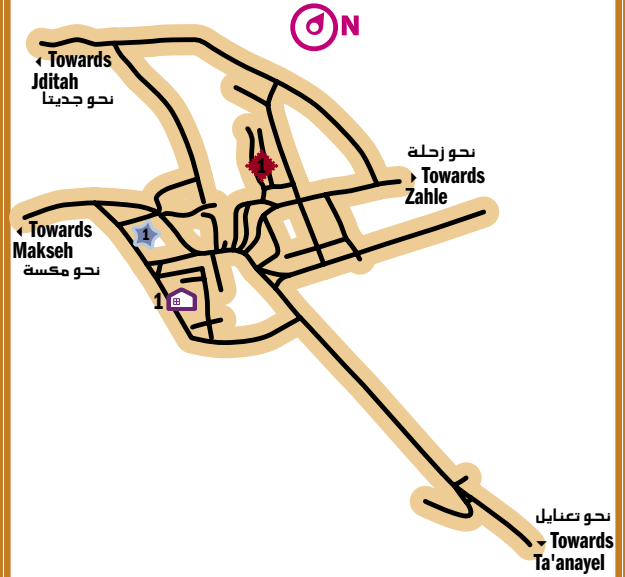 N
Towards
Jditah
نحو جديتا
نحو زحلة
Towards
Zahle
1
1
Towards
Makseh
نحو مكسة
1
نحو تعنايل
Towards
Ta'anayel